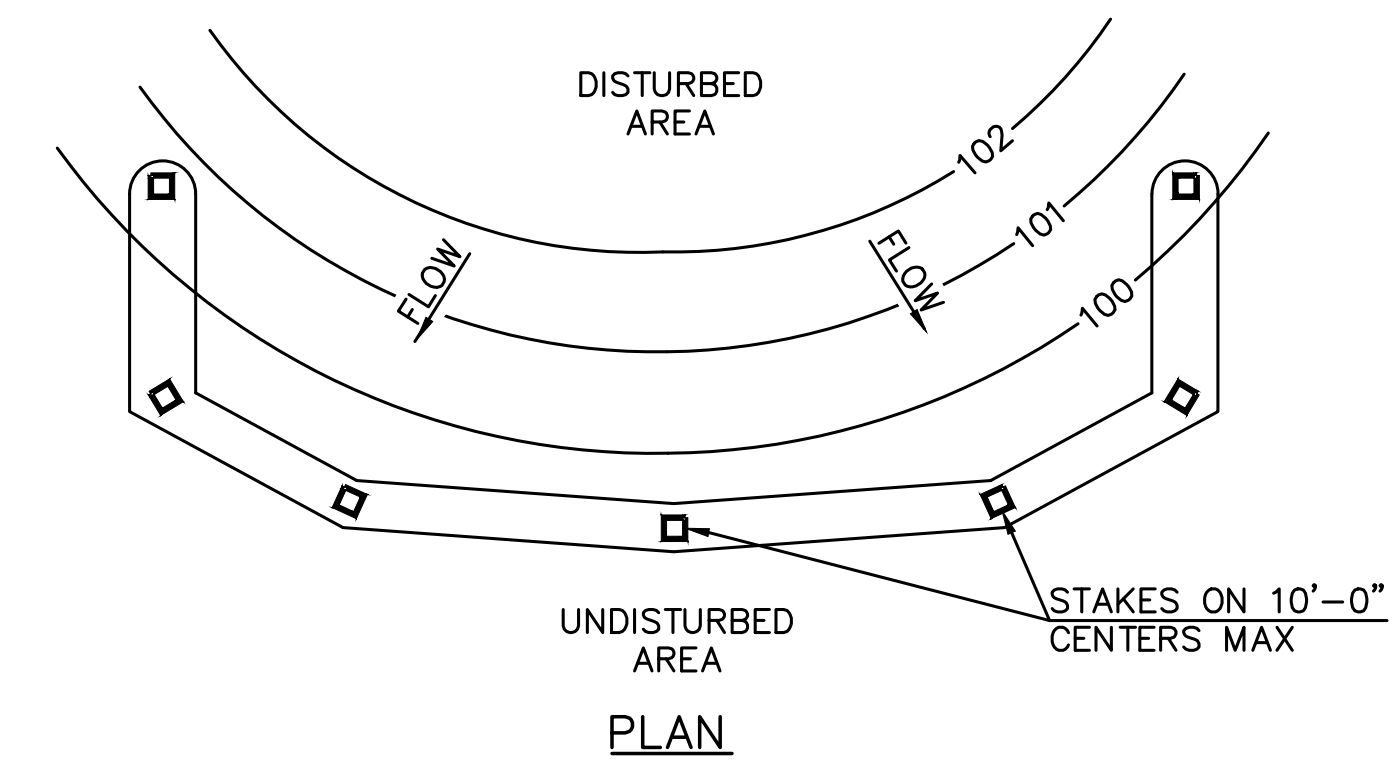 DISTURBED
AREA
102
101
100
FLOW
FLOW
STAKES ON 10'-0"
CENTERS MAX
UNDISTURBED
AREA
PLAN